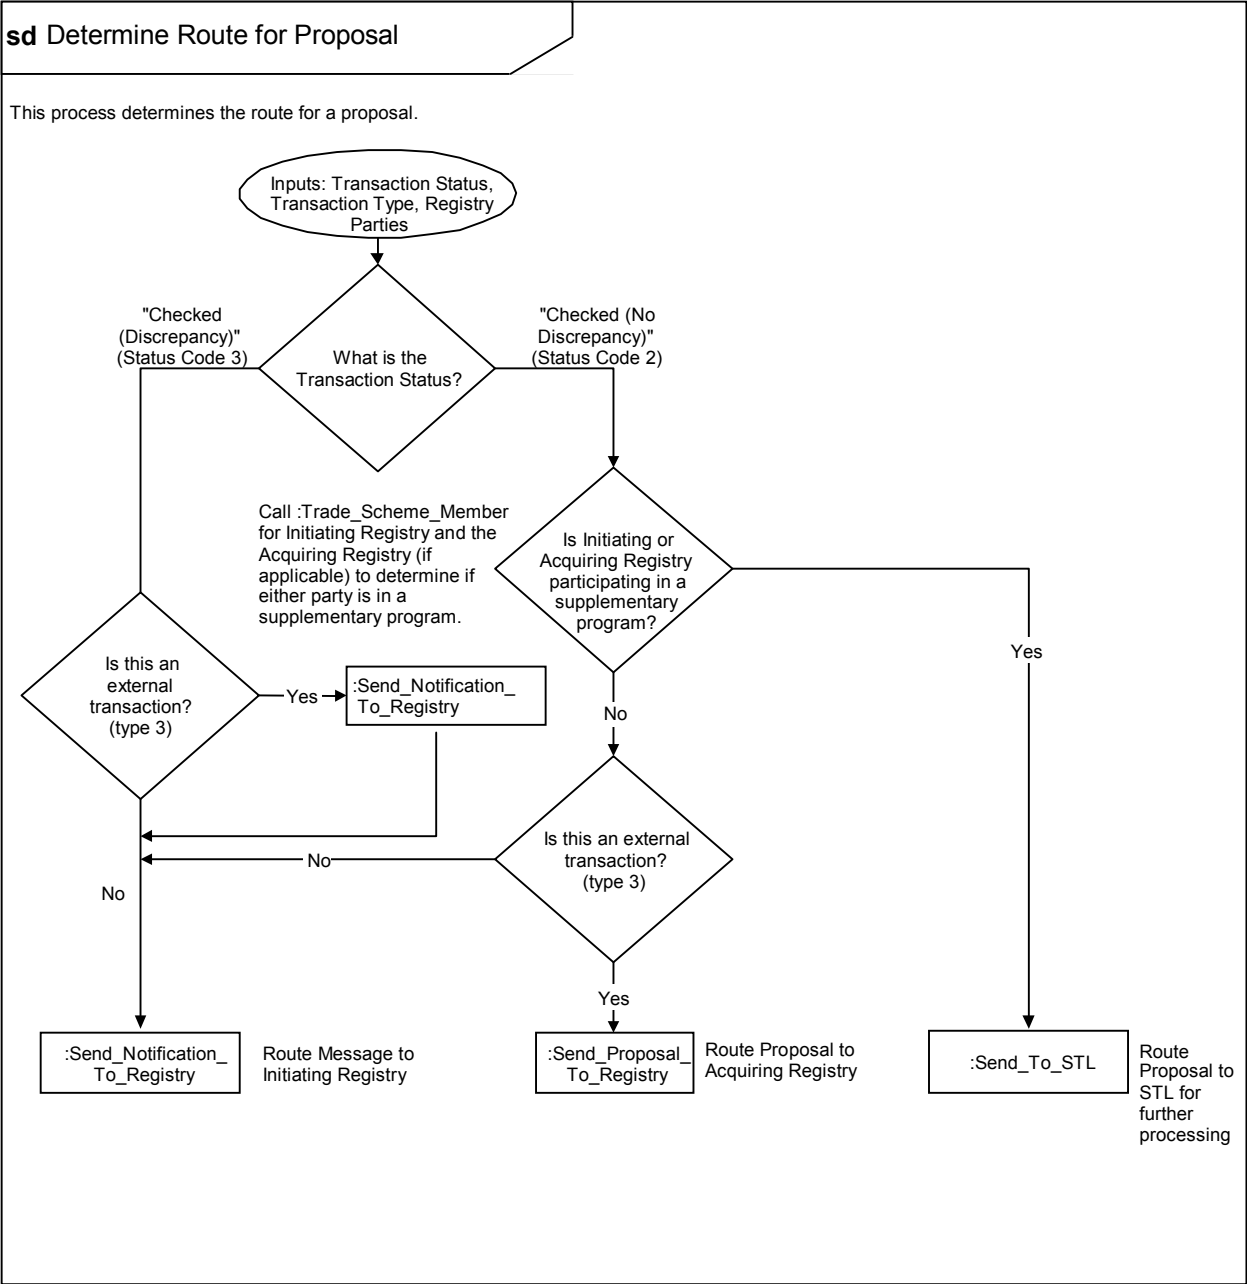 sd Determine Route for Proposal
This process determines the route for a proposal.
Inputs: Transaction Status,
Transaction Type, Registry
Parties
"Checked
(Discrepancy)"
(Status Code 3)
"Checked (No
Discrepancy)"
(Status Code 2)
What is the
Transaction Status?
Call :Trade_Scheme_Member
for Initiating Registry and the
Acquiring Registry (if
applicable) to determine if
either party is in a
supplementary program.
Is Initiating or
Acquiring Registry
participating in a
supplementary
program?
Yes
Is this an
external
transaction?
(type 3)
Yes
:Send_Notification_
To_Registry
No
Is this an external
transaction?
(type 3)
No
No
Yes
:Send_Notification_
To_Registry
Route Message to
Initiating Registry
:Send_Proposal_
To_Registry
Route Proposal to
Acquiring Registry
:Send_To_STL
Route
Proposal to
STL for
further
processing